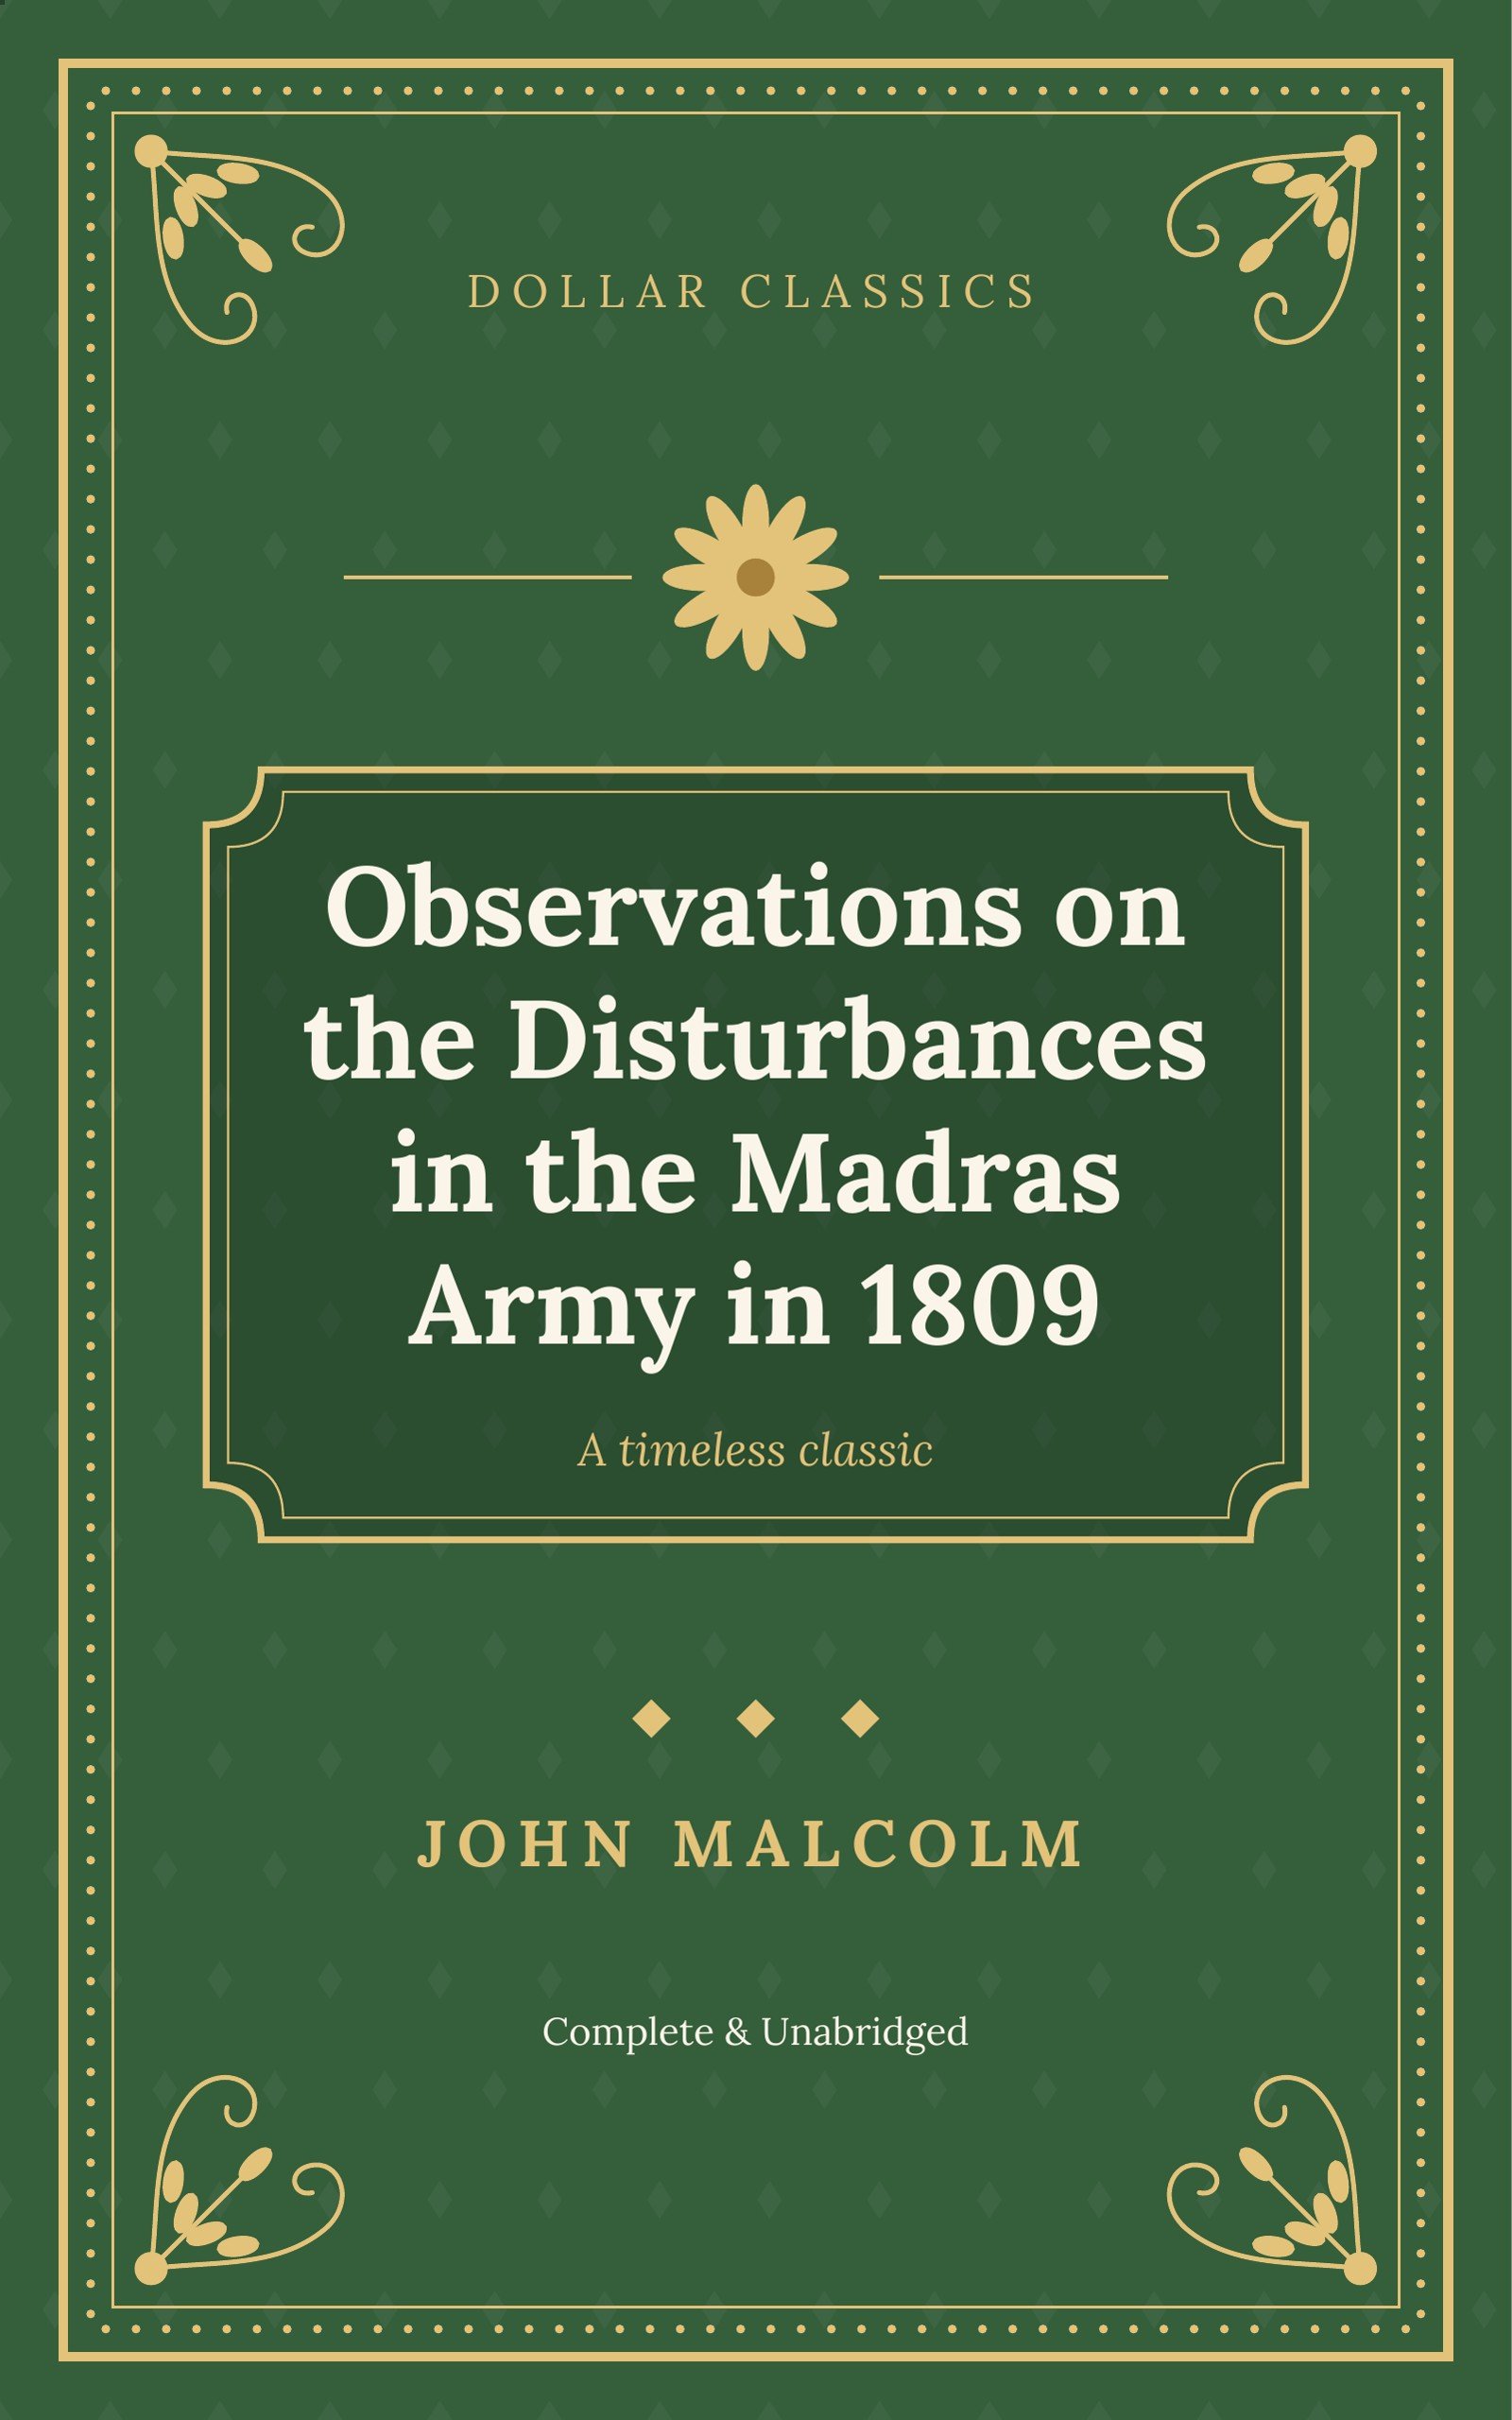 DOLLAR CLASSICS
Observations on
the Disturbances
in the Madras
Army in 1809
A timeless classic
JOHN MALCOLM
Complete & Unabridged